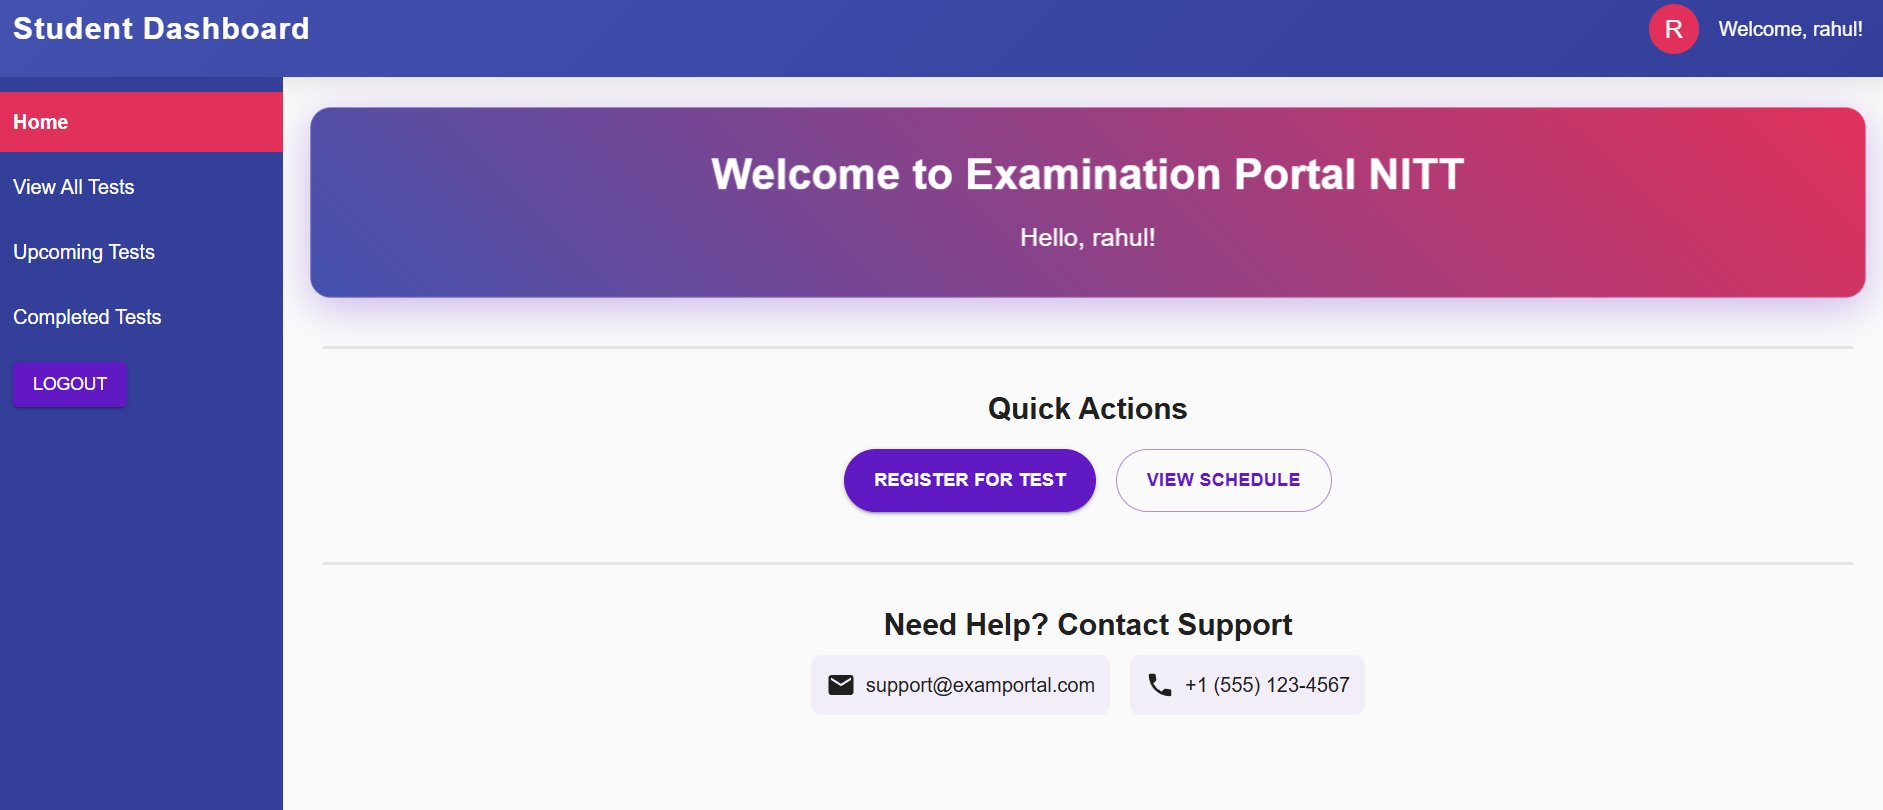 Student Dashboard
R
Welcome, rahul!
Home
View All Tests
Upcoming Tests
Completed Tests
LOGOUT
Welcome to Examination Portal NITT
Hello, rahul!
Quick Actions
REGISTER FOR TEST
VIEW SCHEDULE
Need Help? Contact Support
support@examportal.com
+1 (555) 123-4567